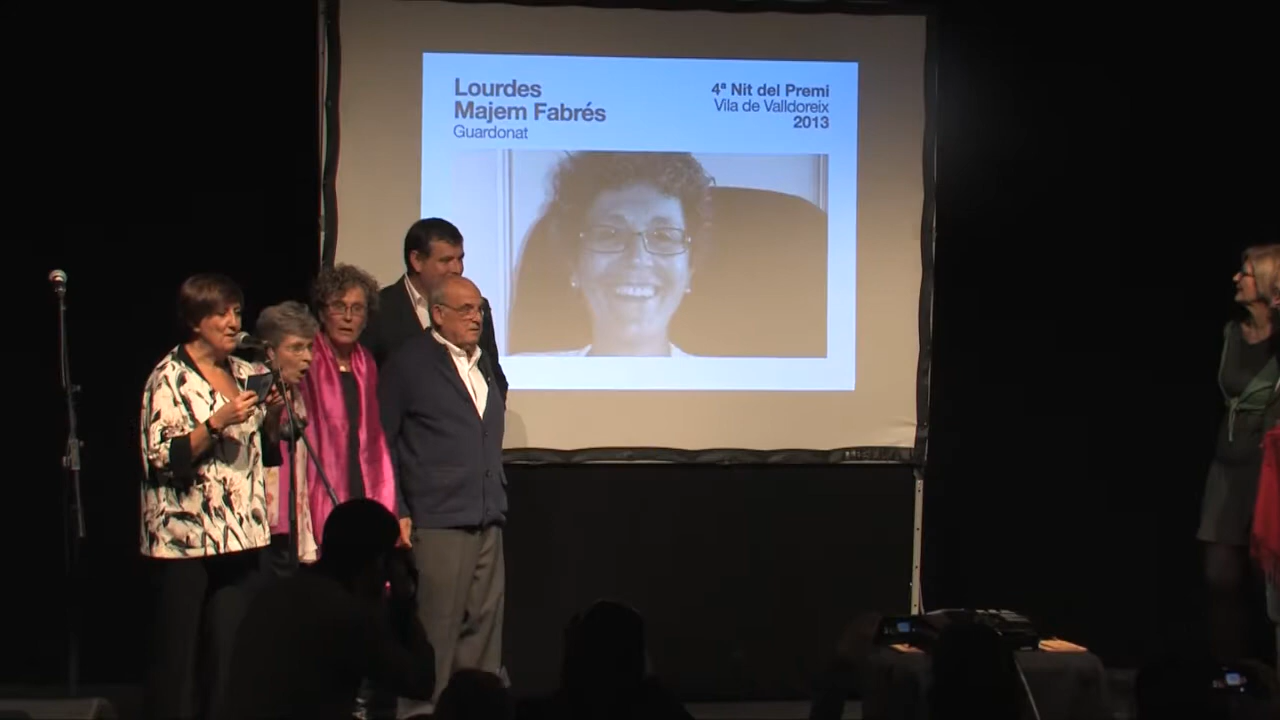 Lourdes
Majem Fabrés
Guardonat
4ª Nit del Premi
Vila de Valldoreix
2013